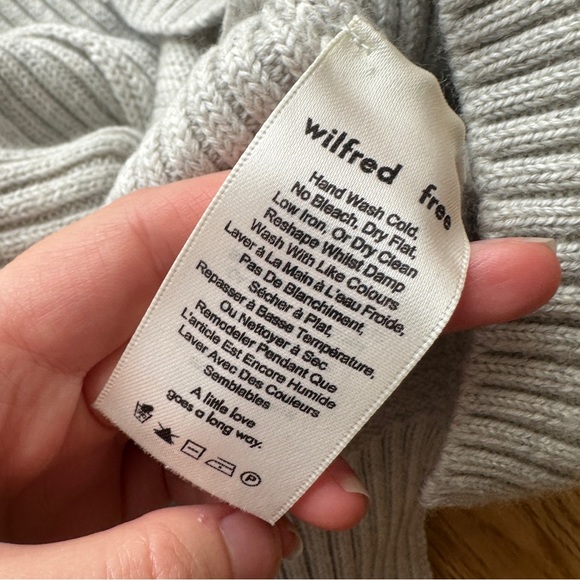 wilfred free
Hand Wash Cold,
No Bleach, Dry Flat,
Low Iron, Or Dry Clean
Reshape Whilst Damp
Wash With Like Colours
Laver à La Main à L'eau Froide,
Pas De Blanchiment,
Sécher à Plat,
Repasser à Basse Température,
Ou Nettoyer à Sec
Remodeler Pendant Que
L'article Est Encore Humide
Laver Avec Des Couleurs
Semblables
A little love
goes a long way.
P